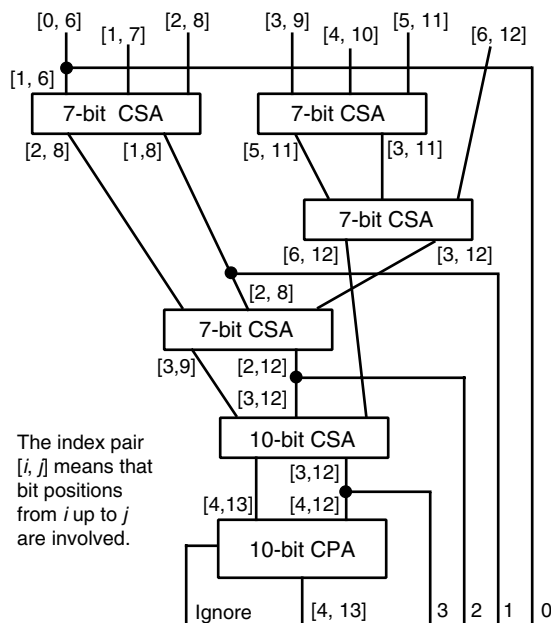 [0, 6]
[1, 7]
[2, 8]
[3, 9]
[4, 10]
[5, 11]
[6, 12]
[1, 6]
7-bit CSA
7-bit CSA
[2, 8]
[1,8]
[5, 11]
[3, 11]
7-bit CSA
[6, 12]
[3, 12]
[2, 8]
7-bit CSA
[3,9]
[2,12]
[3,12]
10-bit CSA
The index pair
[i, j] means that
bit positions
from i up to j
are involved.
[3,12]
[4,13]
[4,12]
10-bit CPA
Ignore
[4, 13]
3
2
1
0